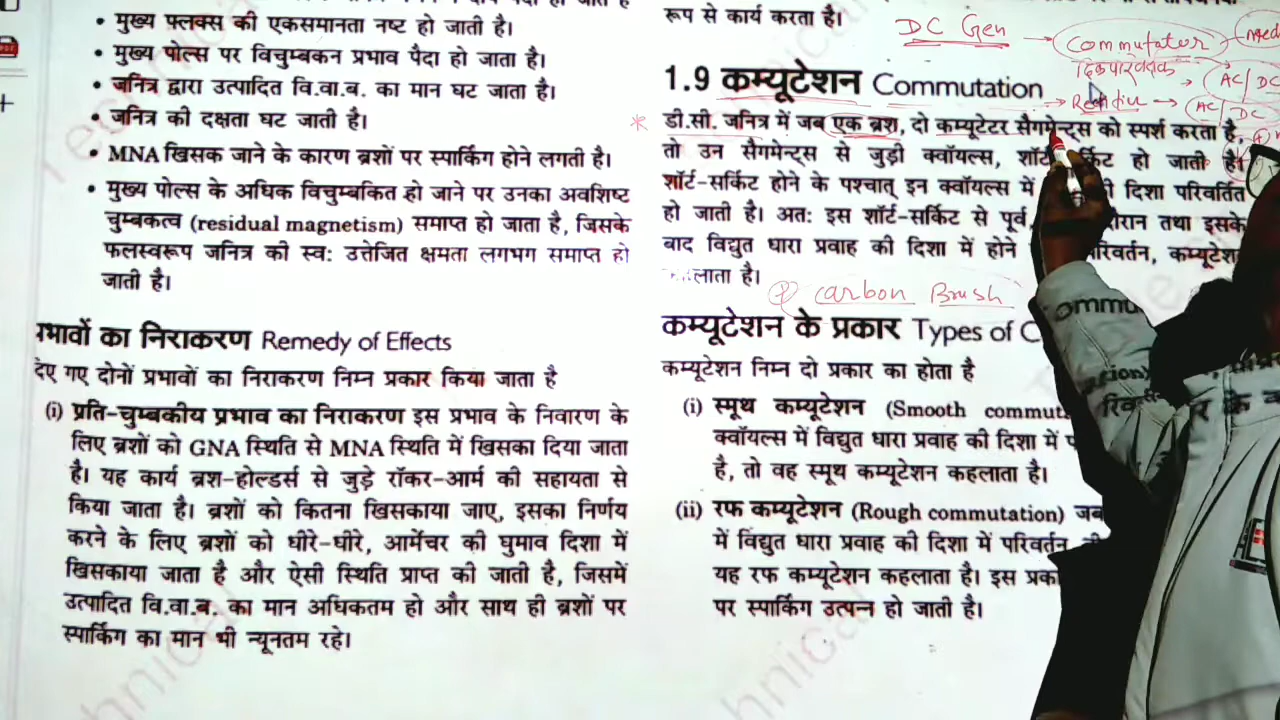 मुख्य फ्लक्स की एकसमानता नष्ट हो जाती है।
मुख्य पोल्स पर विचुम्बकन प्रभाव पैदा हो जाता है।
जनित्र द्वारा उत्पादित वि.वा.ब. का मान घट जाता है।
जनित्र की दक्षता घट जाती है।
MNA खिसक जाने के कारण ब्रशों पर स्पार्किंग होने लगती है।
मुख्य पोल्स के अधिक विचुम्बकित हो जाने पर उनका अवशिष्ट
चुम्बकत्व (residual magnetism) समाप्त हो जाता है, जिसके
फलस्वरूप जनित्र की स्व: उत्तेजित क्षमता लगभग समाप्त हो
जाती है।
प्रभावों का निराकरण Remedy of Effects
दिए गए दोनों प्रभावों का निराकरण निम्न प्रकार किया जाता है
(i) प्रति-चुम्बकीय प्रभाव का निराकरण इस प्रभाव के निवारण के
लिए ब्रशों को GNA स्थिति से MNA स्थिति में खिसका दिया जाता
है। यह कार्य ब्रश-होल्डर्स से जुड़े रॉकर-आर्म की सहायता से
किया जाता है। ब्रशों को कितना खिसकाया जाए, इसका निर्णय
करने के लिए ब्रशों को धीरे-धीरे, आर्मेचर की घुमाव दिशा में
खिसकाया जाता है और ऐसी स्थिति प्राप्त की जाती है, जिसमें
उत्पादित वि.वा.ब. का मान अधिकतम हो और साथ ही ब्रशों पर
स्पार्किंग का मान भी न्यूनतम रहे।
रूप से कार्य करता है।
DC Gen → Commutator
AC/DC
AC/DC
1.9 कम्यूटेशन Commutation
* डी.सी. जनित्र में जब एक ब्रश, दो कम्यूटेटर सैगमेन्ट्स को स्पर्श करता है,
तो उन सैगमेन्ट्स से जुड़ी क्वॉयल्स, शॉर्ट-सर्किट हो जाती है।
शॉर्ट-सर्किट होने के पश्चात् इन क्वॉयल्स में दिशा परिवर्तित
हो जाती है। अत: इस शॉर्ट-सर्किट से पूर्व, तथा इसके
बाद विद्युत धारा प्रवाह की दिशा में होने
है।
carbon Brush
कम्यूटेशन के प्रकार Types of
कम्यूटेशन निम्न दो प्रकार का होता है
(i) स्मूथ कम्यूटेशन (Smooth
क्वॉयल्स में विद्युत धारा प्रवाह की दिशा में
है, तो वह स्मूथ कम्यूटेशन कहलाता है।
(ii) रफ कम्यूटेशन (Rough commutation) जब
में विद्युत धारा प्रवाह की दिशा में परिवर्तन
यह रफ कम्यूटेशन कहलाता है। इस
पर स्पार्किंग उत्पन्न हो जाती है।